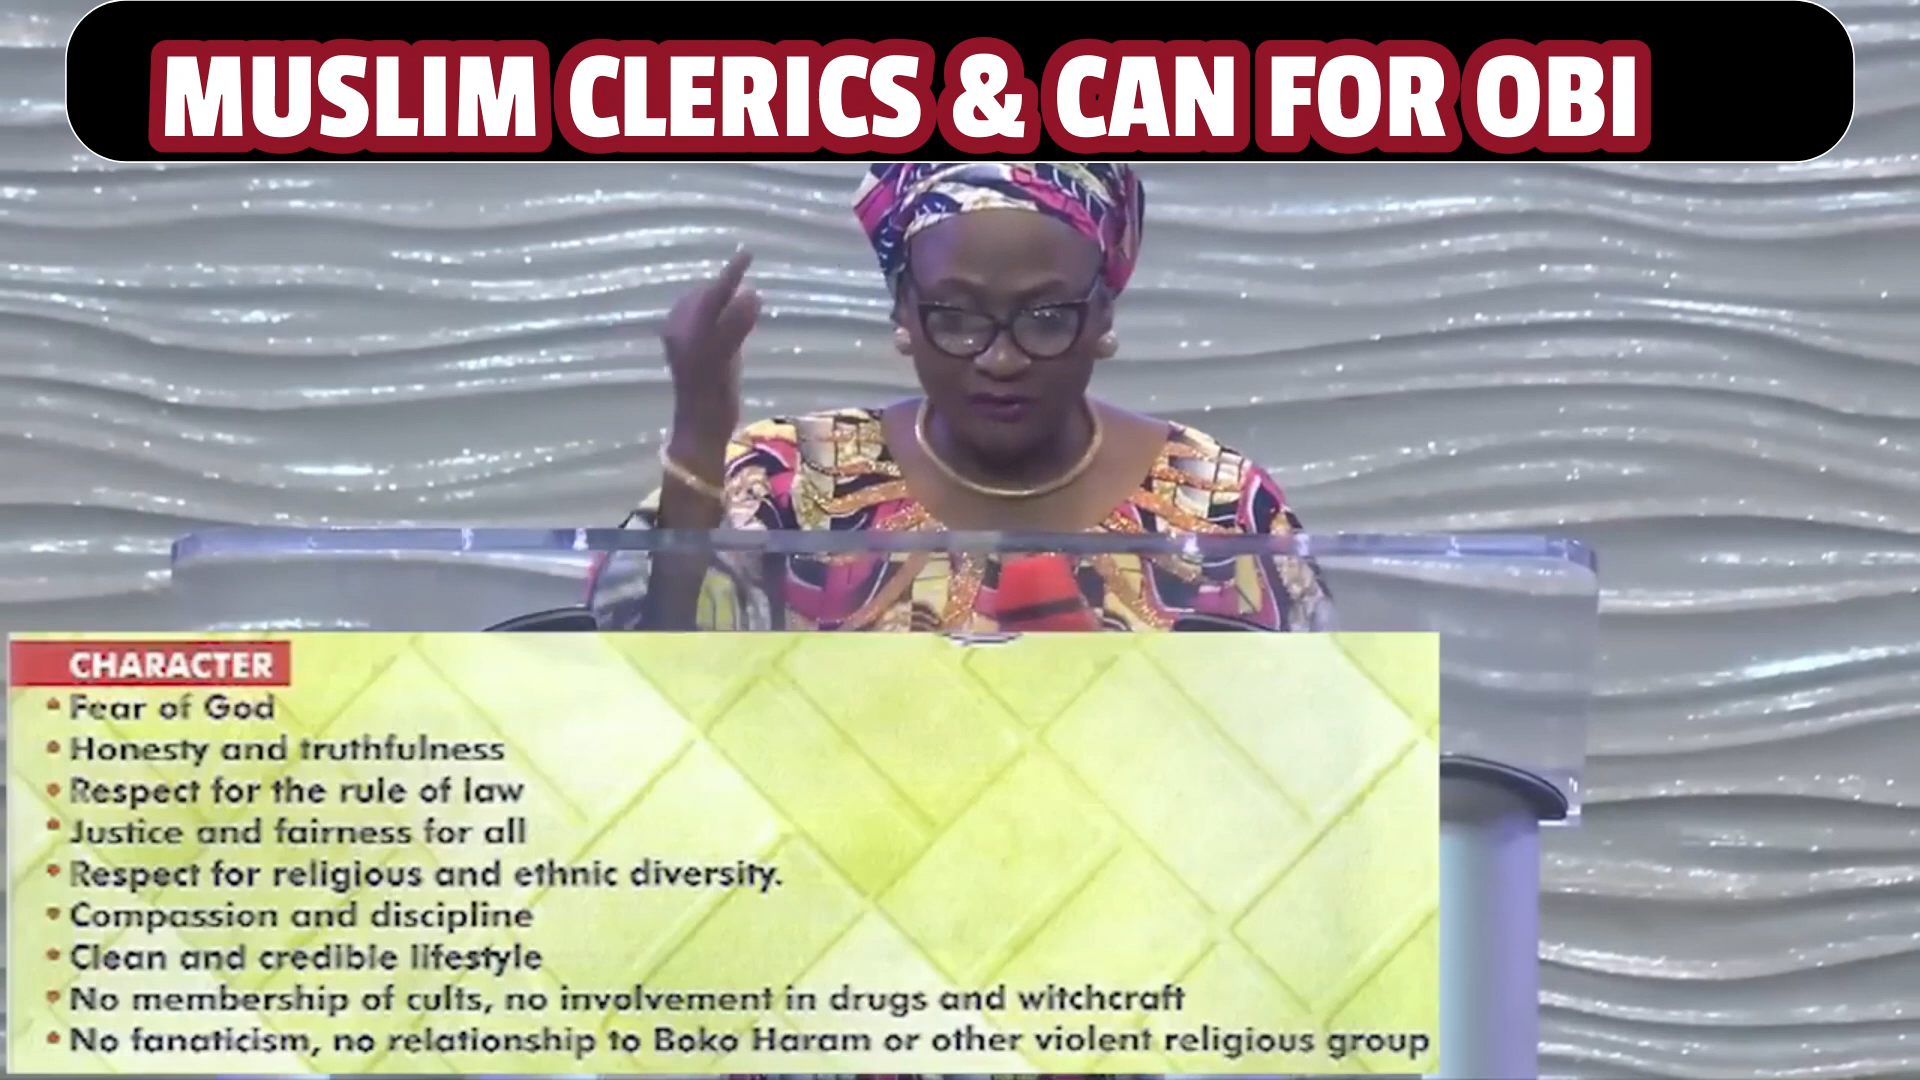 MUSLIM CLERICS & CAN FOR OBI
CHARACTER
• Fear of God
• Honesty and truthfulness
• Respect for the rule of law
• Justice and fairness for all
• Respect for religious and ethnic diversity.
• Compassion and discipline
• Clean and credible lifestyle
• No membership of cults, no involvement in drugs and witchcraft
• No fanaticism, no relationship to Boko Haram or other violent religious group